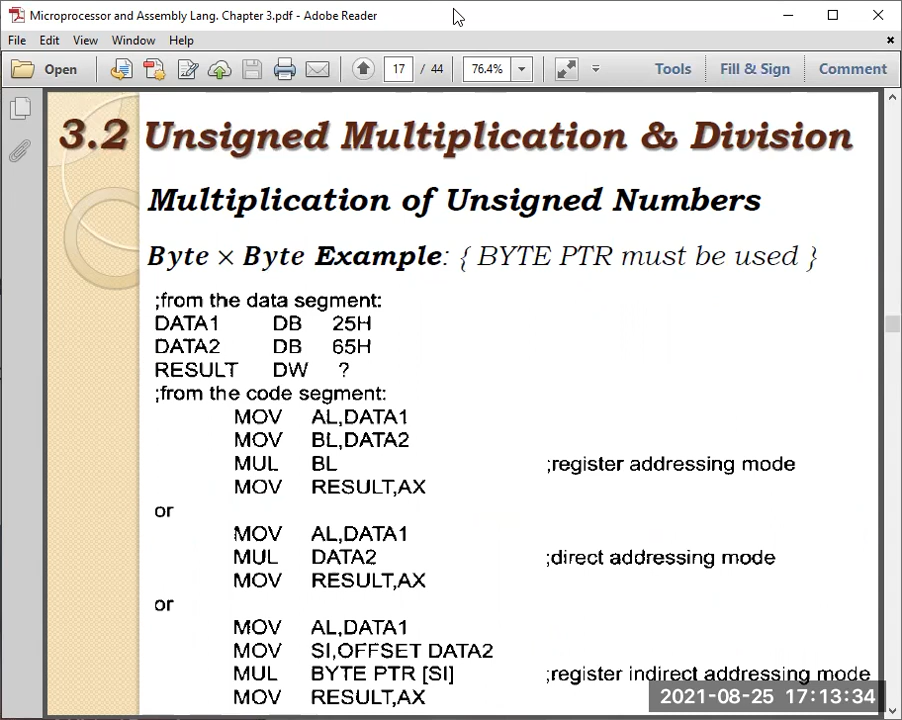 Microprocessor and Assembly Lang. Chapter 3.pdf - Adobe Reader
File Edit View Window Help
Open 17 / 44 76.4% Tools Fill & Sign Comment
3.2 Unsigned Multiplication & Division
Multiplication of Unsigned Numbers
Byte × Byte Example: { BYTE PTR must be used }
;from the data segment:
DATA1 DB 25H
DATA2 DB 65H
RESULT DW ?
;from the code segment:
MOV AL,DATA1
MOV BL,DATA2
MUL BL ;register addressing mode
MOV RESULT,AX
or
MOV AL,DATA1
MUL DATA2 ;direct addressing mode
MOV RESULT,AX
or
MOV AL,DATA1
MOV SI,OFFSET DATA2
MUL BYTE PTR [SI] ;register indirect addressing mode
MOV RESULT,AX
2021-08-25 17:13:34